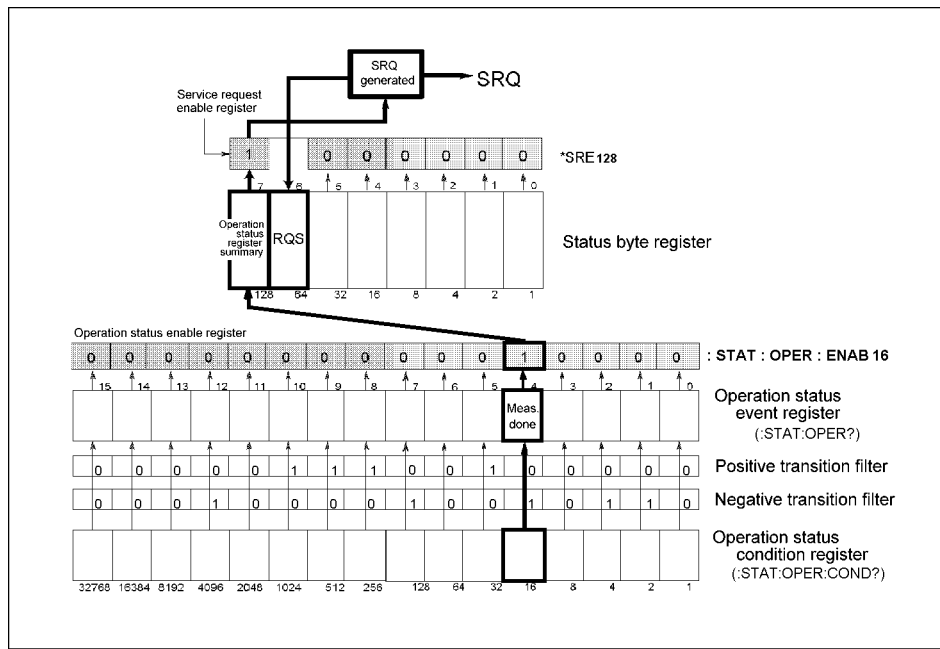 SRQ
generated
SRQ
Service request
enable register
1 0 0 0 0 0 0
*SRE128
7 6 5 4 3 2 1 0
Operation
status
register
summary
RQS
Status byte register
128 64 32 16 8 4 2 1
Operation status enable register
0 0 0 0 0 0 0 0 0 0 0 1 0 0 0 0
: STAT : OPER : ENAB 16
15 14 13 12 11 10 9 8 7 6 5 4 3 2 1 0
Meas.
done
Operation status
event register
(:STAT:OPER?)
0 0 0 0 0 1 1 1 0 0 1 0 0 0 0 0
Positive transition filter
0 0 0 1 0 0 0 0 1 0 0 1 0 1 1 0
Negative transition filter
Operation status
condition register
(:STAT:OPER:COND?)
32768 16384 8192 4096 2048 1024 512 256 128 64 32 16 8 4 2 1